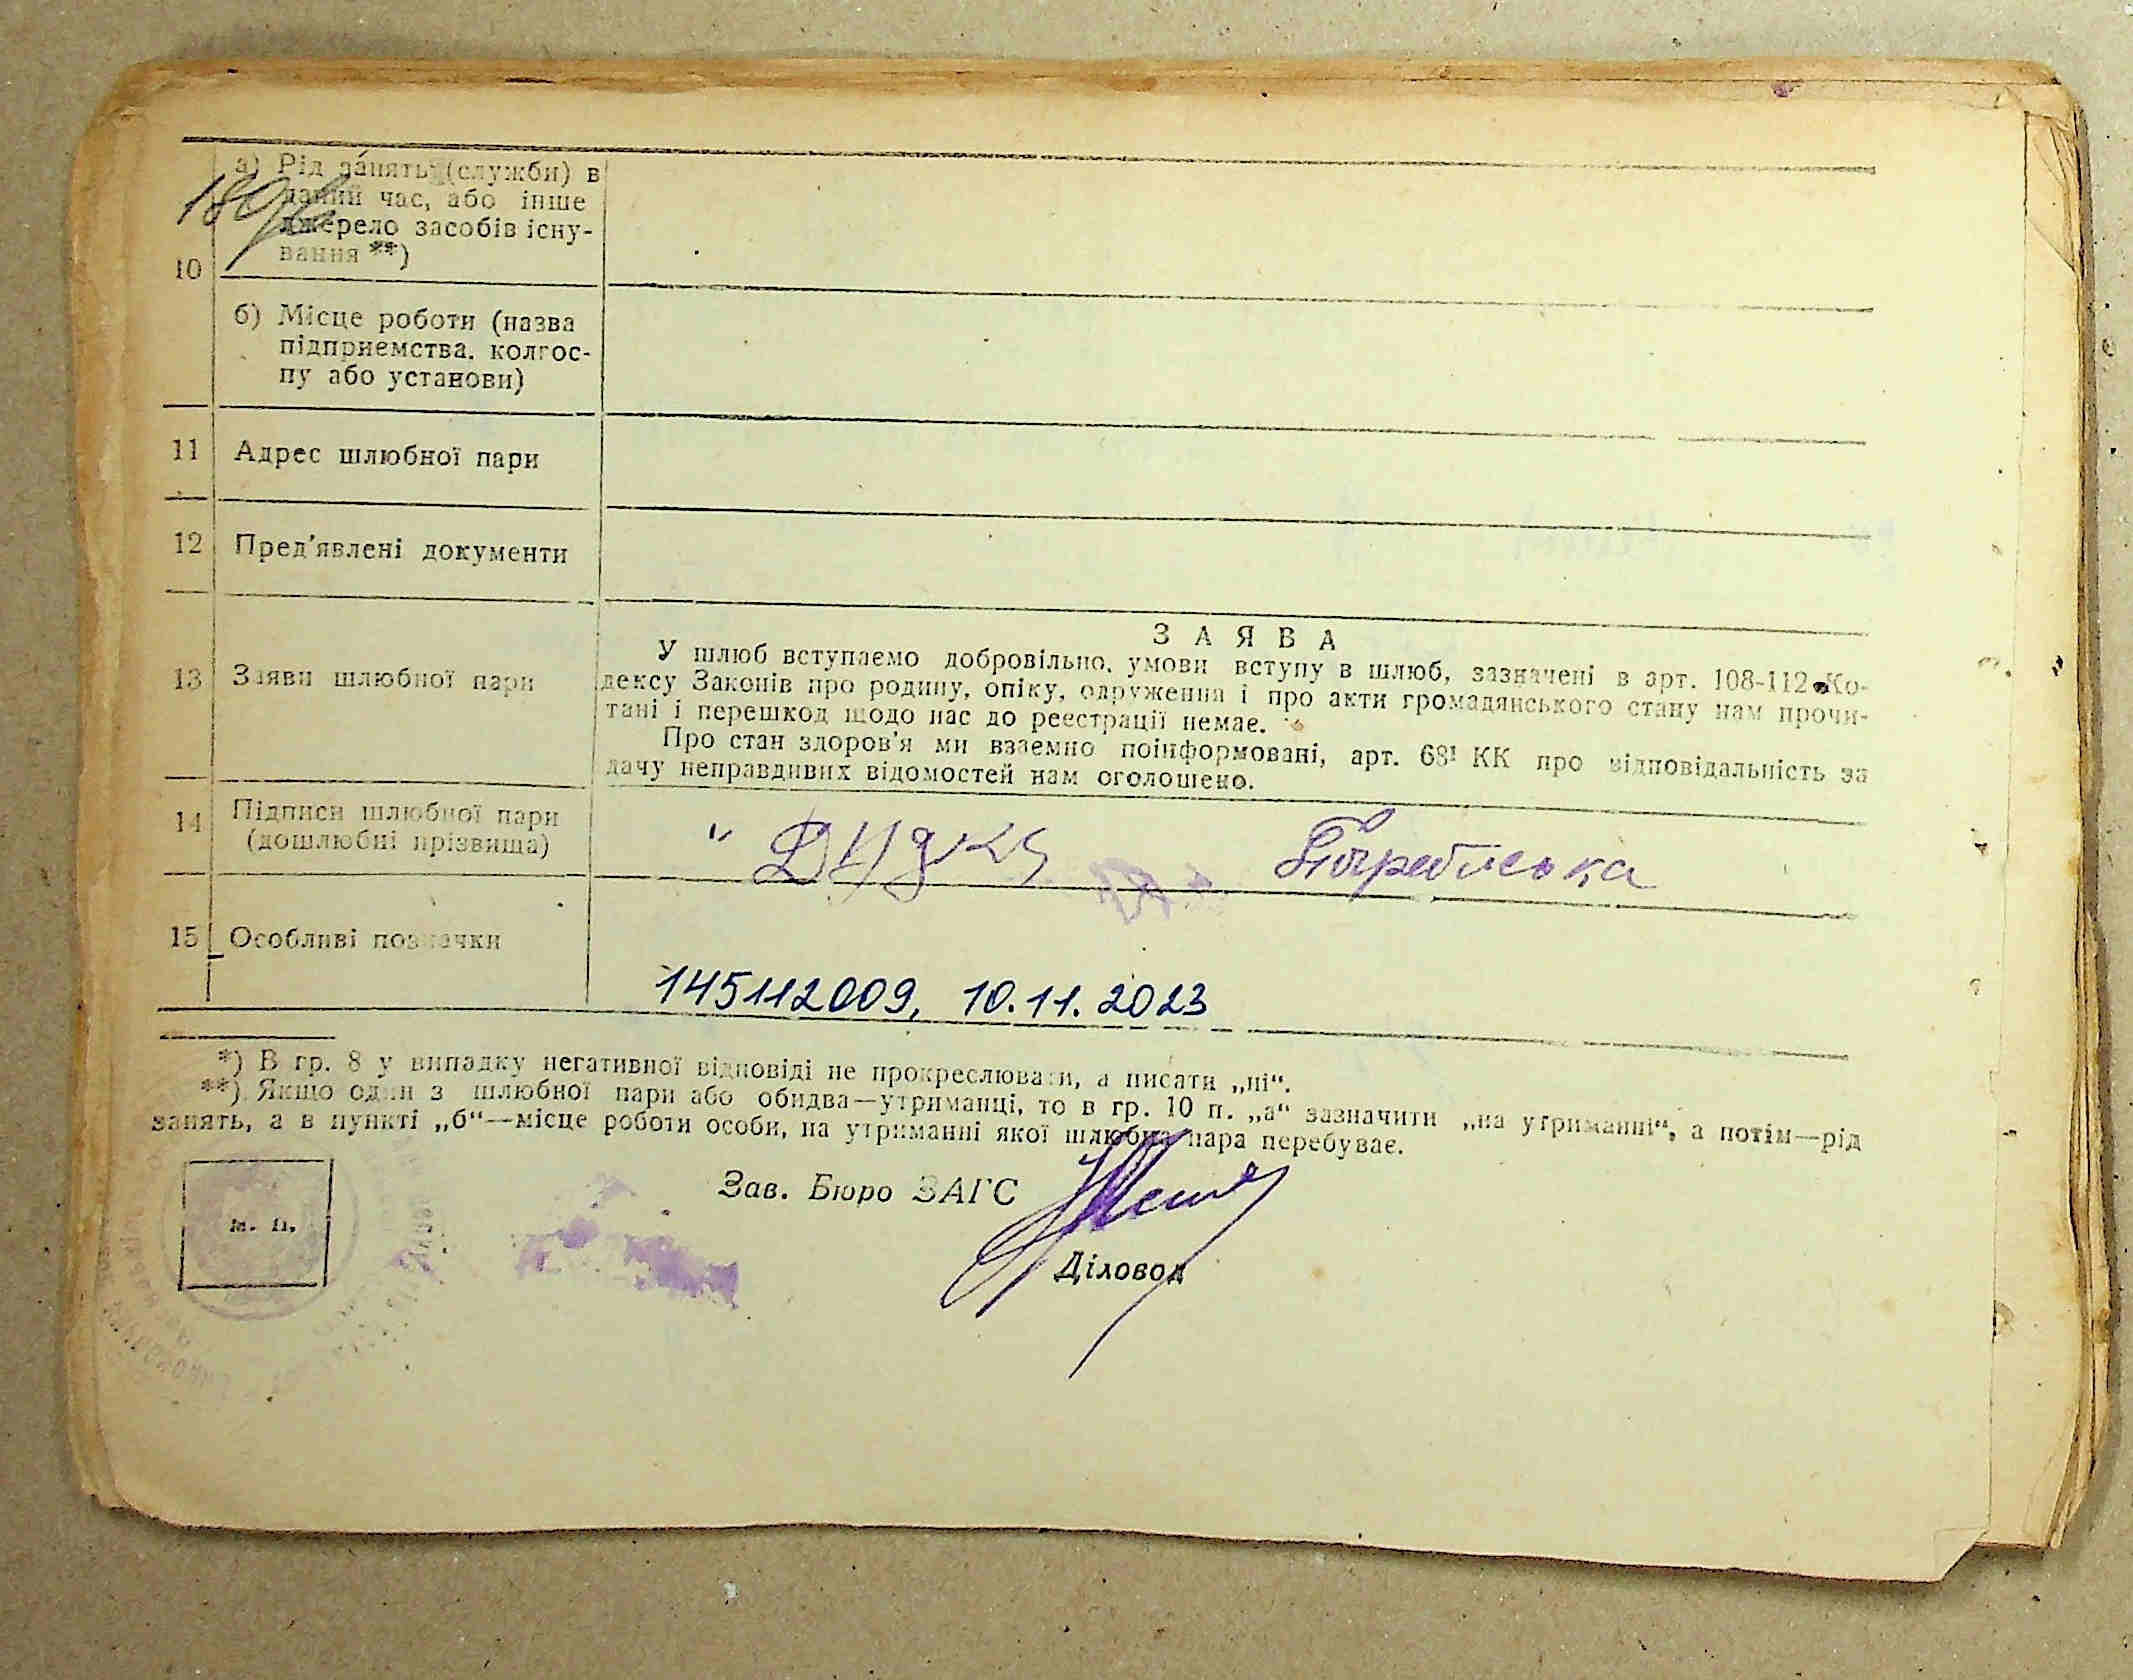 10
а) Рід занять (служби) в
даний час, або інше
джерело засобів існу-
вання **)
б) Місце роботи (назва
підприємства, колгос-
пу або установи)
11 Адрес шлюбної пари
12 Пред'явлені документи
13 Заяви шлюбної пари
ЗАЯВА
У шлюб вступаємо добровільно, умови вступу в шлюб, зазначені в арт. 108-112 Ко-
дексу Законів про родину, опіку, одруження і про акти громадянського стану нам прочи-
тані і перешкод щодо нас до реєстрації немає.
Про стан здоров'я ми взаємно поінформовані, арт. 68¹ КК про відповідальність за
дачу неправдивих відомостей нам оголошено.
14 Підписи шлюбної пари
(дошлюбні прізвища)
15 Особливі позначки
145112009, 10.11.2023
*) В гр. 8 у випадку негативної відповіді не прокреслювати, а писати „ні“.
**) Якщо один з шлюбної пари або обидва—утриманці, то в гр. 10 п. „а“ зазначити „на утриманні“, а потім—рід
занять, а в пункті „б“—місце роботи особи, на утриманні якої шлюбна пара перебуває.
Зав. Бюро ЗАГС
м. п.
Діловод